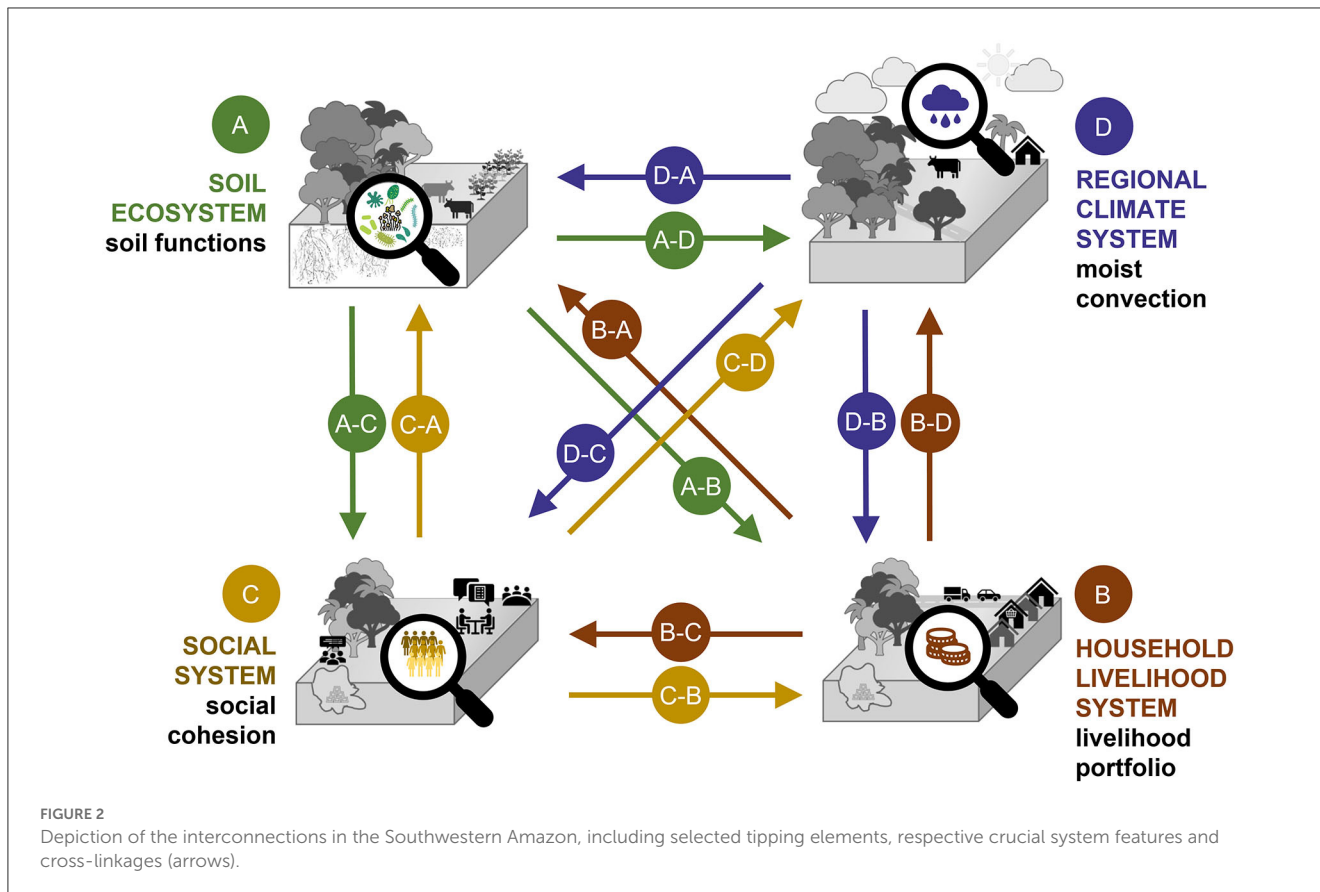 A
SOIL
ECOSYSTEM
soil functions
D
REGIONAL
CLIMATE
SYSTEM
moist
convection
D-A
A-D
B-A
C-D
A-C
C-A
D-B
B-D
D-C
A-B
C
SOCIAL
SYSTEM
social
cohesion
B-C
C-B
B
HOUSEHOLD
LIVELIHOOD
SYSTEM
livelihood
portfolio
FIGURE 2
Depiction of the interconnections in the Southwestern Amazon, including selected tipping elements, respective crucial system features and
cross-linkages (arrows).